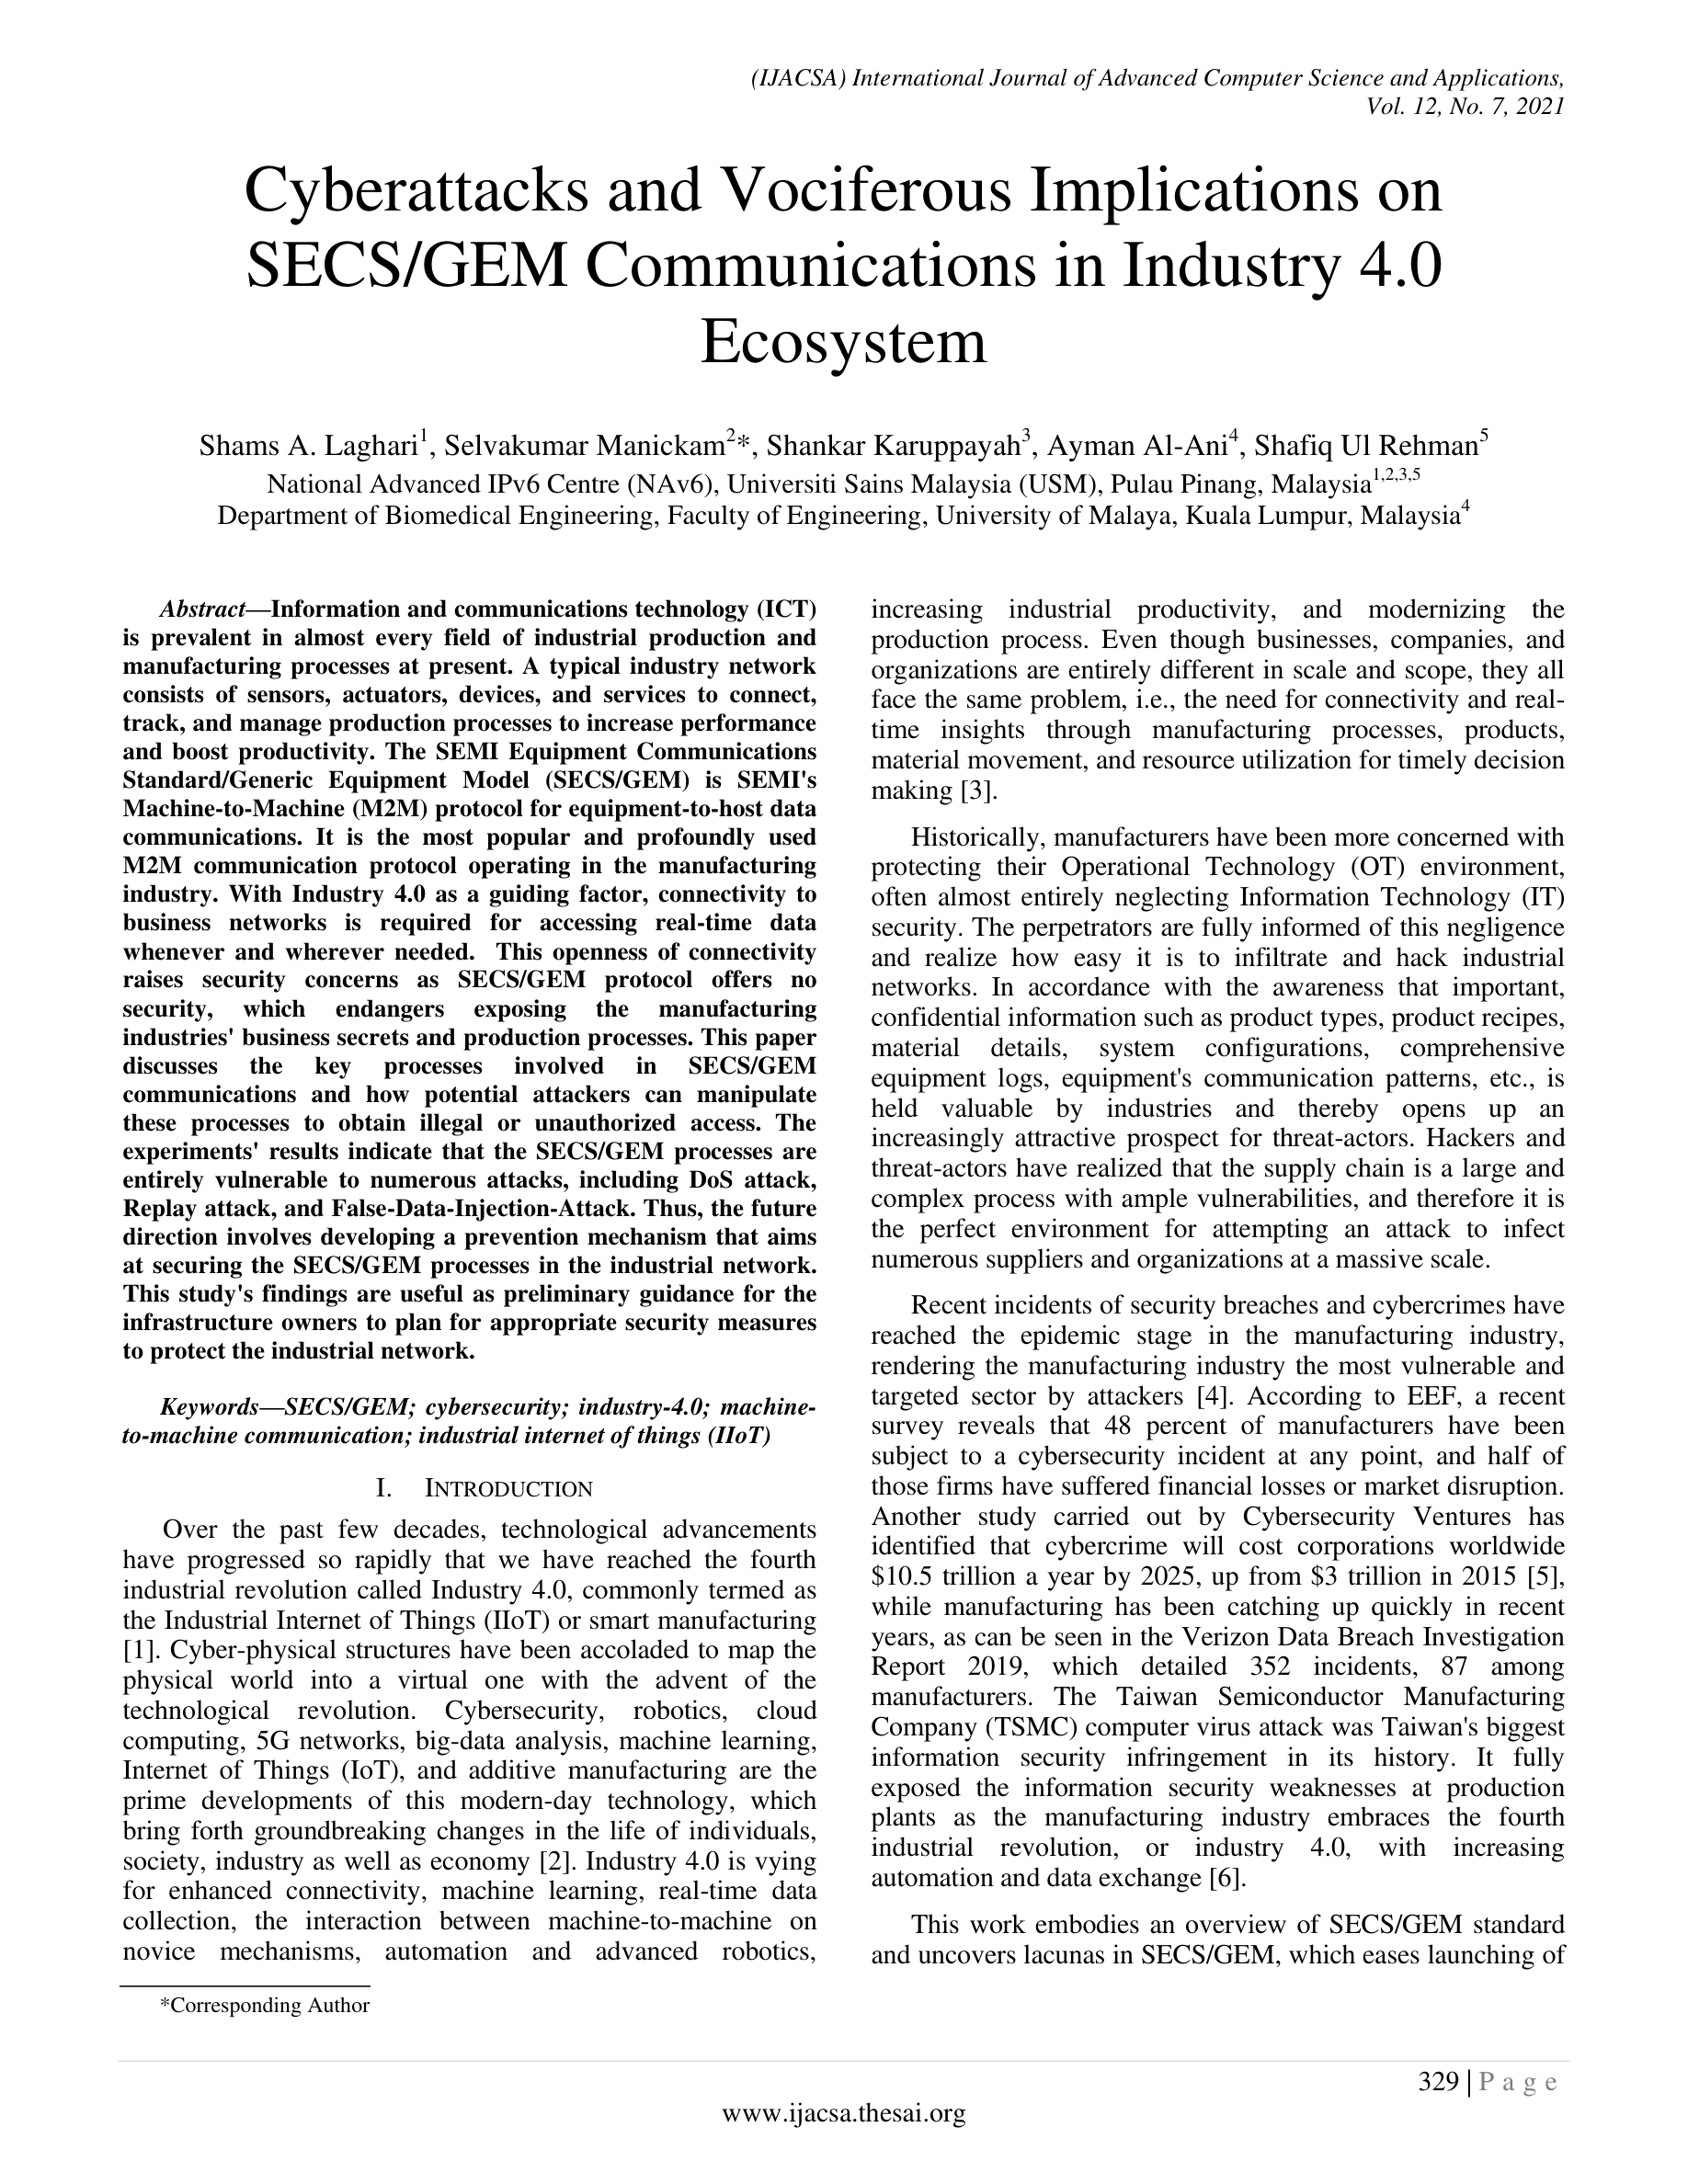 (IJACSA) International Journal of Advanced Computer Science and Applications,
Vol. 12, No. 7, 2021
Cyberattacks and Vociferous Implications on
SECS/GEM Communications in Industry 4.0
Ecosystem
Shams A. Laghari1, Selvakumar Manickam2*, Shankar Karuppayah3, Ayman Al-Ani4, Shafiq Ul Rehman5
National Advanced IPv6 Centre (NAv6), Universiti Sains Malaysia (USM), Pulau Pinang, Malaysia1,2,3,5
Department of Biomedical Engineering, Faculty of Engineering, University of Malaya, Kuala Lumpur, Malaysia4
Abstract—Information and communications technology (ICT)
is prevalent in almost every field of industrial production and
manufacturing processes at present. A typical industry network
consists of sensors, actuators, devices, and services to connect,
track, and manage production processes to increase performance
and boost productivity. The SEMI Equipment Communications
Standard/Generic Equipment Model (SECS/GEM) is SEMI's
Machine-to-Machine (M2M) protocol for equipment-to-host data
communications. It is the most popular and profoundly used
M2M communication protocol operating in the manufacturing
industry. With Industry 4.0 as a guiding factor, connectivity to
business networks is required for accessing real-time data
whenever and wherever needed. This openness of connectivity
raises security concerns as SECS/GEM protocol offers no
security, which endangers exposing the manufacturing
industries' business secrets and production processes. This paper
discusses the key processes involved in SECS/GEM
communications and how potential attackers can manipulate
these processes to obtain illegal or unauthorized access. The
experiments' results indicate that the SECS/GEM processes are
entirely vulnerable to numerous attacks, including DoS attack,
Replay attack, and False-Data-Injection-Attack. Thus, the future
direction involves developing a prevention mechanism that aims
at securing the SECS/GEM processes in the industrial network.
This study's findings are useful as preliminary guidance for the
infrastructure owners to plan for appropriate security measures
to protect the industrial network.
Keywords—SECS/GEM; cybersecurity; industry-4.0; machine-
to-machine communication; industrial internet of things (IIoT)
I. INTRODUCTION
Over the past few decades, technological advancements
have progressed so rapidly that we have reached the fourth
industrial revolution called Industry 4.0, commonly termed as
the Industrial Internet of Things (IIoT) or smart manufacturing
[1]. Cyber-physical structures have been accoladed to map the
physical world into a virtual one with the advent of the
technological revolution. Cybersecurity, robotics, cloud
computing, 5G networks, big-data analysis, machine learning,
Internet of Things (IoT), and additive manufacturing are the
prime developments of this modern-day technology, which
bring forth groundbreaking changes in the life of individuals,
society, industry as well as economy [2]. Industry 4.0 is vying
for enhanced connectivity, machine learning, real-time data
collection, the interaction between machine-to-machine on
novice mechanisms, automation and advanced robotics,
*Corresponding Author
increasing industrial productivity, and modernizing the
production process. Even though businesses, companies, and
organizations are entirely different in scale and scope, they all
face the same problem, i.e., the need for connectivity and real-
time insights through manufacturing processes, products,
material movement, and resource utilization for timely decision
making [3].
Historically, manufacturers have been more concerned with
protecting their Operational Technology (OT) environment,
often almost entirely neglecting Information Technology (IT)
security. The perpetrators are fully informed of this negligence
and realize how easy it is to infiltrate and hack industrial
networks. In accordance with the awareness that important,
confidential information such as product types, product recipes,
material details, system configurations, comprehensive
equipment logs, equipment's communication patterns, etc., is
held valuable by industries and thereby opens up an
increasingly attractive prospect for threat-actors. Hackers and
threat-actors have realized that the supply chain is a large and
complex process with ample vulnerabilities, and therefore it is
the perfect environment for attempting an attack to infect
numerous suppliers and organizations at a massive scale.
Recent incidents of security breaches and cybercrimes have
reached the epidemic stage in the manufacturing industry,
rendering the manufacturing industry the most vulnerable and
targeted sector by attackers [4]. According to EEF, a recent
survey reveals that 48 percent of manufacturers have been
subject to a cybersecurity incident at any point, and half of
those firms have suffered financial losses or market disruption.
Another study carried out by Cybersecurity Ventures has
identified that cybercrime will cost corporations worldwide
$10.5 trillion a year by 2025, up from $3 trillion in 2015 [5],
while manufacturing has been catching up quickly in recent
years, as can be seen in the Verizon Data Breach Investigation
Report 2019, which detailed 352 incidents, 87 among
manufacturers. The Taiwan Semiconductor Manufacturing
Company (TSMC) computer virus attack was Taiwan's biggest
information security infringement in its history. It fully
exposed the information security weaknesses at production
plants as the manufacturing industry embraces the fourth
industrial revolution, or industry 4.0, with increasing
automation and data exchange [6].
This work embodies an overview of SECS/GEM standard
and uncovers lacunas in SECS/GEM, which eases launching of
329 | Page
www.ijacsa.thesai.org